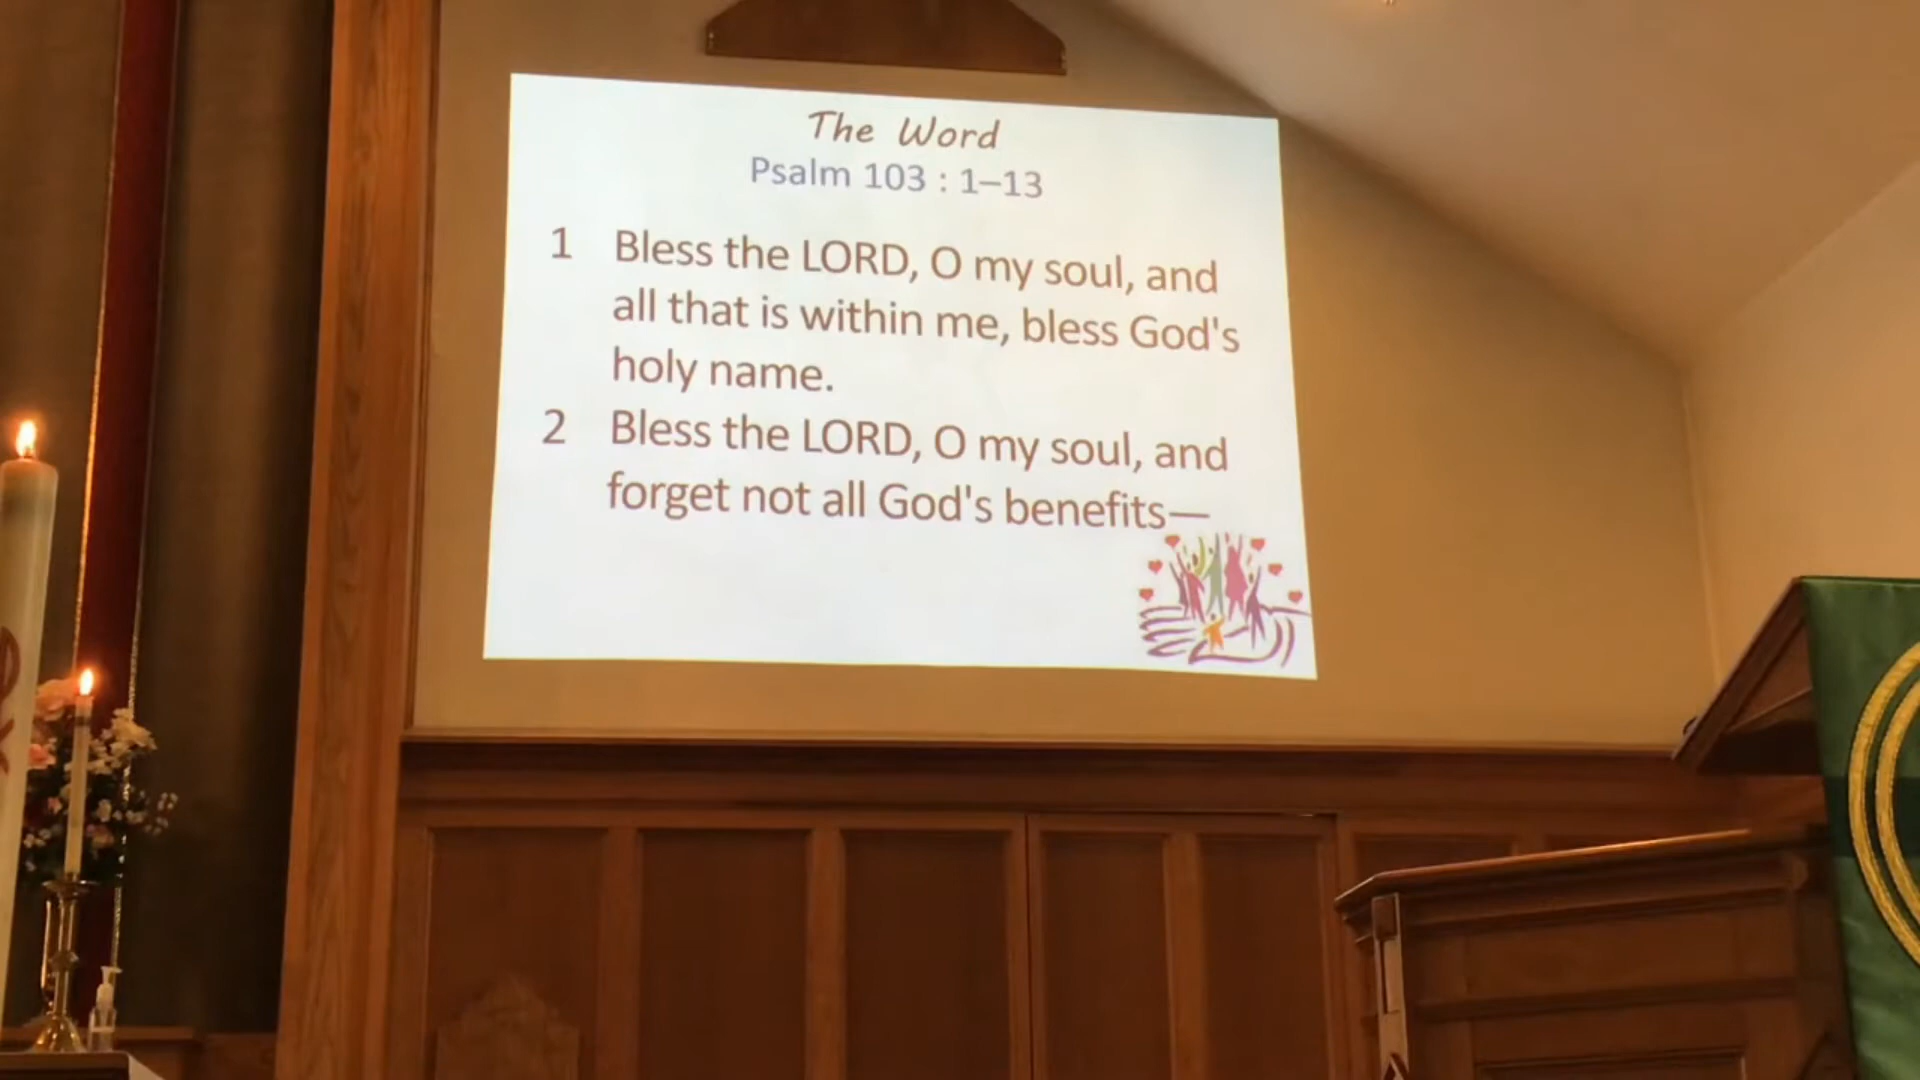 The Word
Psalm 103 : 1–13
1 Bless the LORD, O my soul, and
all that is within me, bless God's
holy name.
2 Bless the LORD, O my soul, and
forget not all God's benefits—